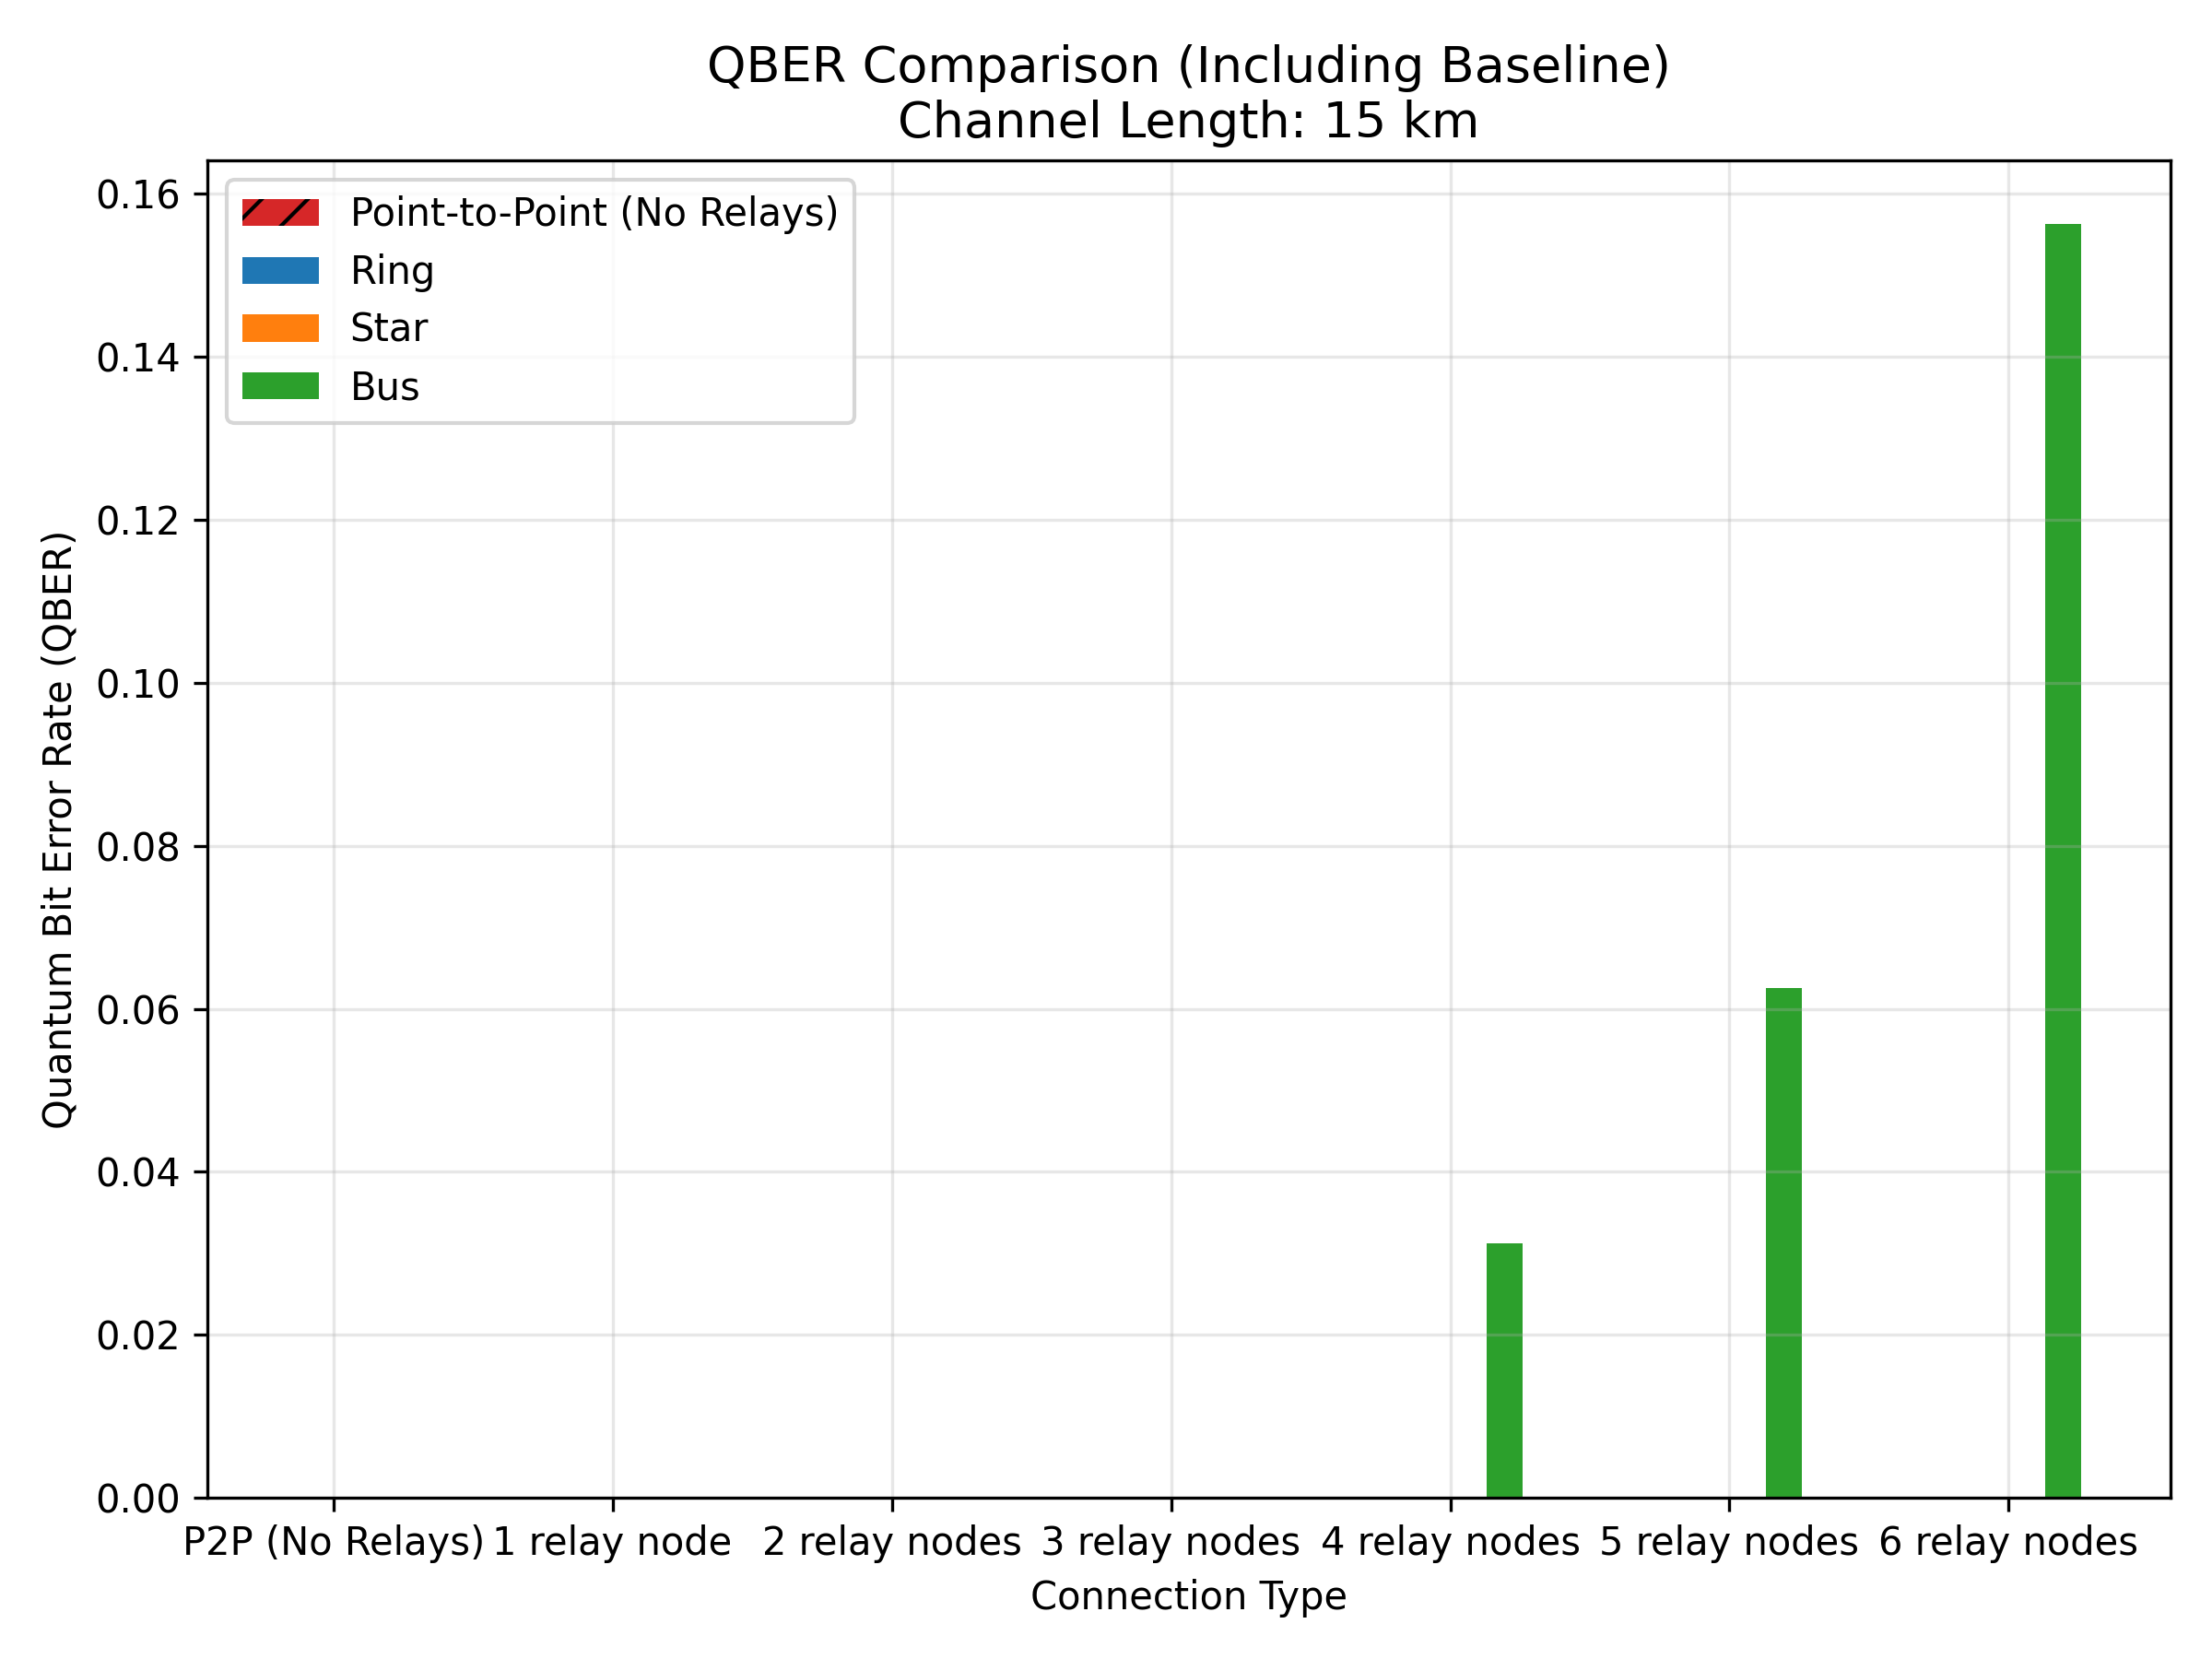 QBER Comparison (Including Baseline)
Channel Length: 15 km
Point-to-Point (No Relays)
Ring
Star
Bus
Quantum Bit Error Rate (QBER)
0.16
0.14
0.12
0.10
0.08
0.06
0.04
0.02
0.00
P2P (No Relays) 1 relay node 2 relay nodes 3 relay nodes 4 relay nodes 5 relay nodes 6 relay nodes
Connection Type